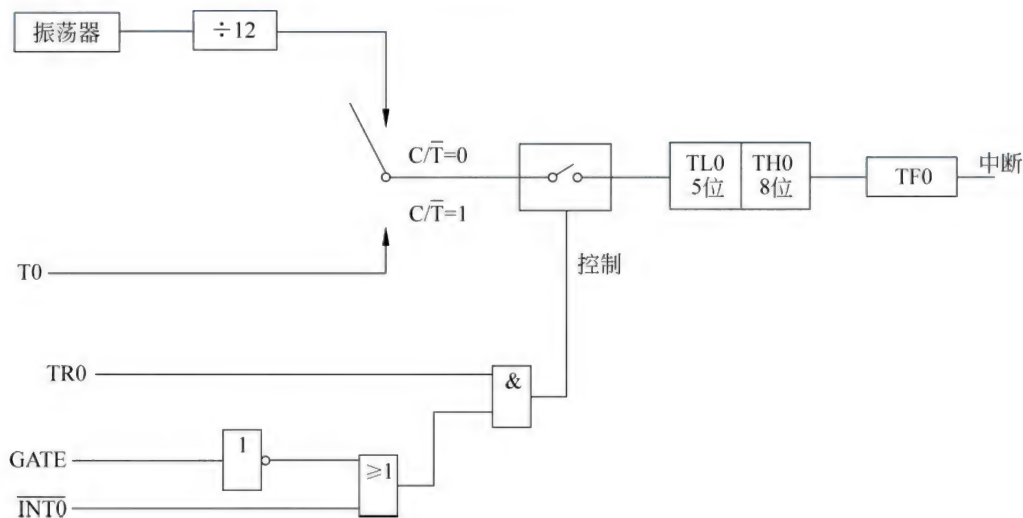 振荡器
÷12
C/T̅=0
C/T̅=1
T0
TL0
5位
TH0
8位
TF0
中断
控制
TR0
&
GATE
1
≥1
I̅N̅T̅0̅